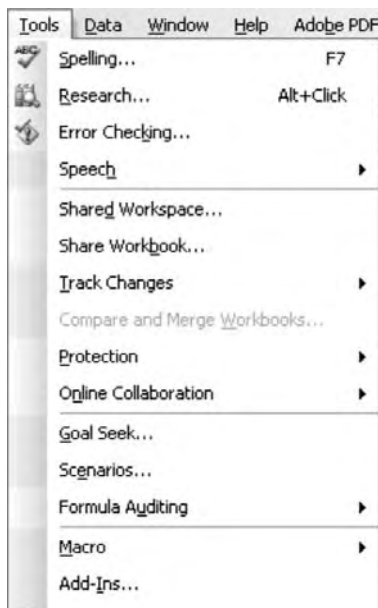 Tools Data Window Help Adobe PDF
ABC Spelling... F7
Research... Alt+Click
Error Checking...
Speech
Shared Workspace...
Share Workbook...
Track Changes
Compare and Merge Workbooks...
Protection
Online Collaboration
Goal Seek...
Scenarios...
Formula Auditing
Macro
Add-Ins...